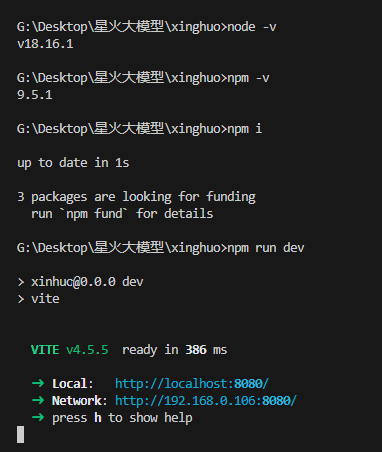 G:\Desktop\星火大模型\xinghuo>node -v
v18.16.1
G:\Desktop\星火大模型\xinghuo>npm -v
9.5.1
G:\Desktop\星火大模型\xinghuo>npm i
up to date in 1s
3 packages are looking for funding
run `npm fund` for details
G:\Desktop\星火大模型\xinghuo>npm run dev
> xinhuo@0.0.0 dev
> vite
VITE v4.5.5 ready in 386 ms
➜ Local: http://localhost:8080/
➜ Network: http://192.168.0.106:8080/
➜ press h to show help